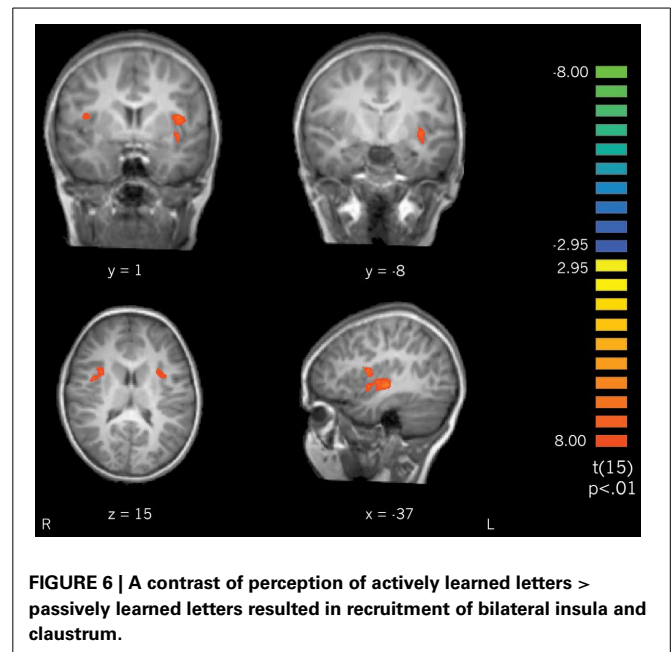 -8.00
-2.95
2.95
8.00
t(15)
p<.01
y = 1
y = -8
z = 15
x = -37
R
L
FIGURE 6 | A contrast of perception of actively learned letters >
passively learned letters resulted in recruitment of bilateral insula and
claustrum.